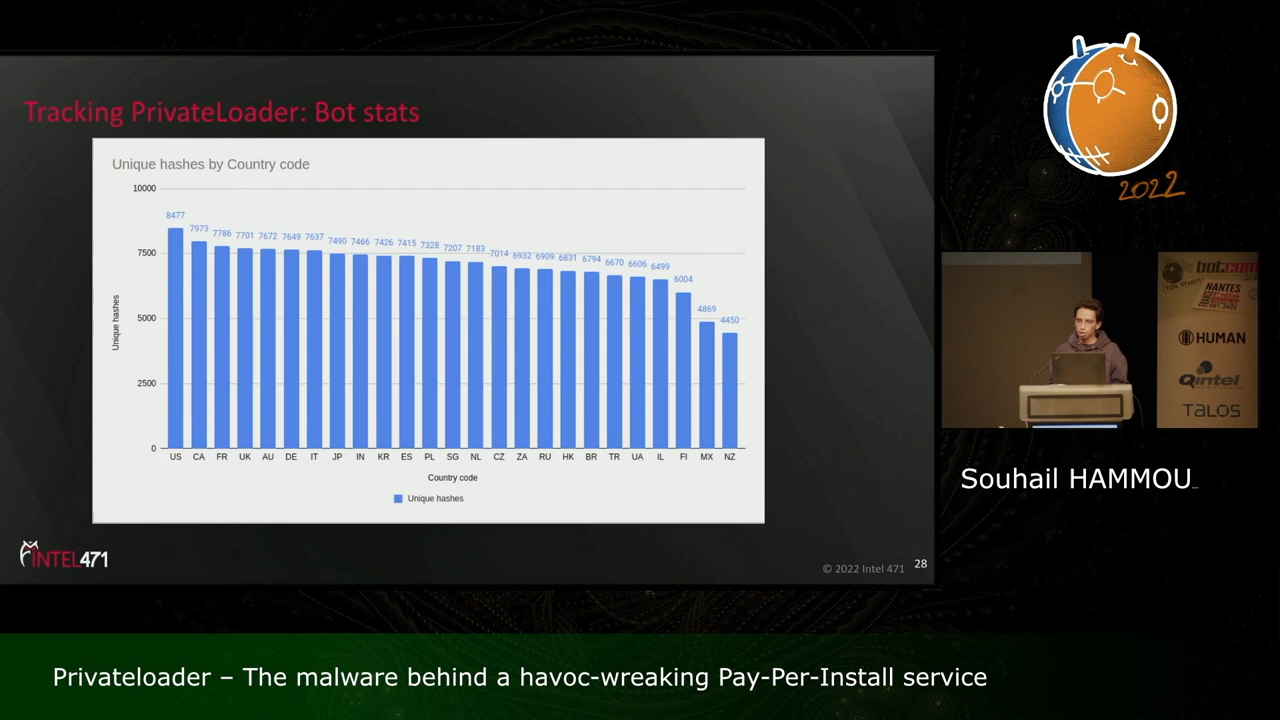 Tracking PrivateLoader: Bot stats
Unique hashes by Country code
10000
7500
5000
2500
0
Unique hashes
8477 7973 7786 7701 7672 7649 7637 7490 7466 7426 7415 7328 7207 7183 7014 6932 6909 6831 6794 6670 6606 6499 6004 4869 4450
US CA FR UK AU DE IT JP IN KR ES PL SG NL CZ ZA RU HK BR TR UA IL FI MX NZ
Country code
Unique hashes
INTEL471
© 2022 Intel 471 28
2022
botconf
NANTES
HUMAN
Qintel
TALOS
Souhail HAMMOU_
Privateloader – The malware behind a havoc-wreaking Pay-Per-Install service